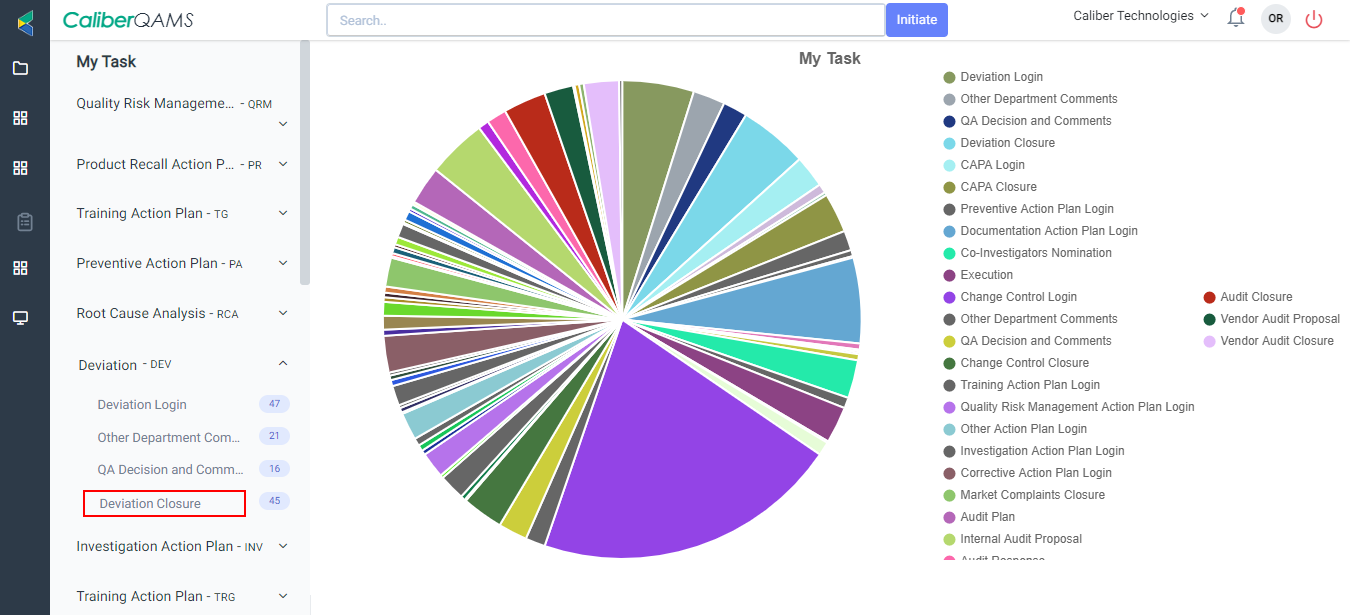 CaliberQAMS
Search..
Initiate
Caliber Technologies
OR
My Task
Quality Risk Manageme... - QRM
Product Recall Action P... - PR
Training Action Plan - TG
Preventive Action Plan - PA
Root Cause Analysis - RCA
Deviation - DEV
Deviation Login 47
Other Department Com... 21
QA Decision and Comm... 16
Deviation Closure 45
Investigation Action Plan - INV
Training Action Plan - TRG
My Task
Deviation Login
Other Department Comments
QA Decision and Comments
Deviation Closure
CAPA Login
CAPA Closure
Preventive Action Plan Login
Documentation Action Plan Login
Co-Investigators Nomination
Execution
Change Control Login
Other Department Comments
QA Decision and Comments
Change Control Closure
Training Action Plan Login
Quality Risk Management Action Plan Login
Other Action Plan Login
Investigation Action Plan Login
Corrective Action Plan Login
Market Complaints Closure
Audit Plan
Internal Audit Proposal
Audit Response
Audit Closure
Vendor Audit Proposal
Vendor Audit Closure